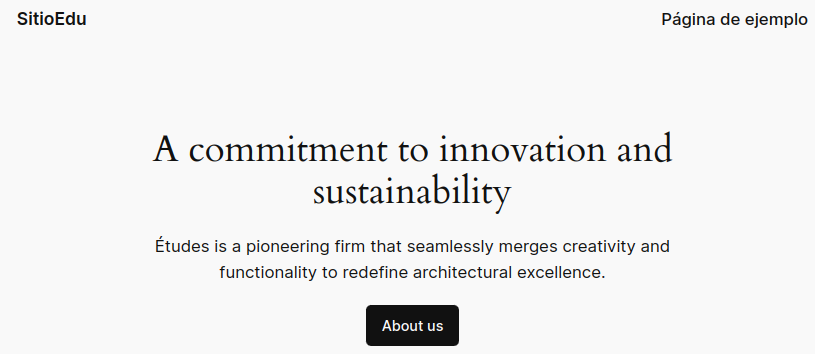 SitioEdu
Página de ejemplo
A commitment to innovation and
sustainability
Études is a pioneering firm that seamlessly merges creativity and
functionality to redefine architectural excellence.
About us